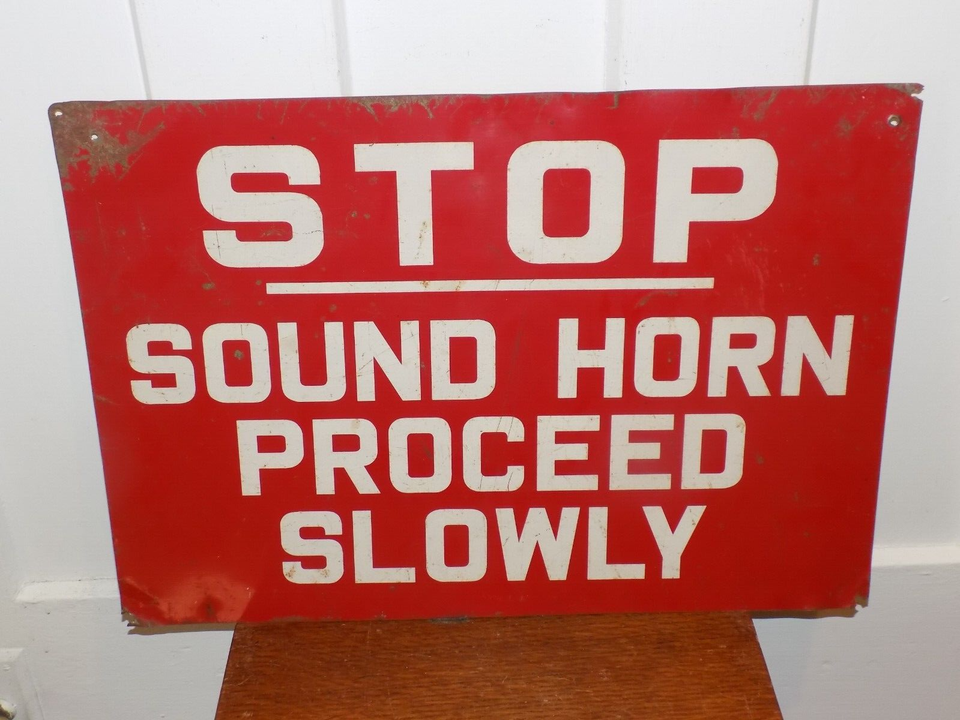 STOP
SOUND HORN
PROCEED
SLOWLY